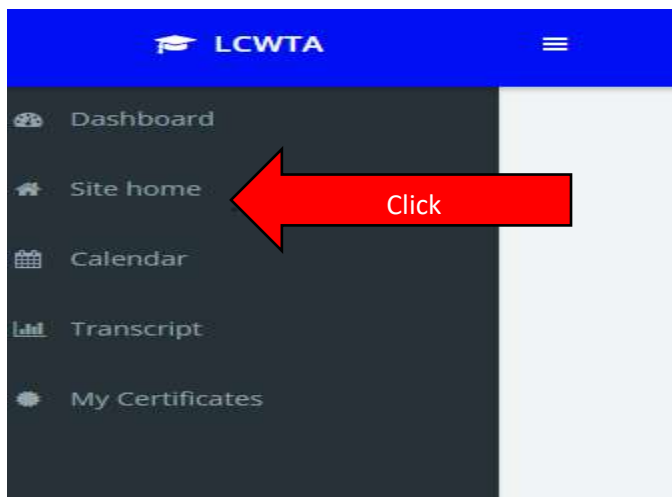 LCWTA
Dashboard
Site home
Click
Calendar
Transcript
My Certificates